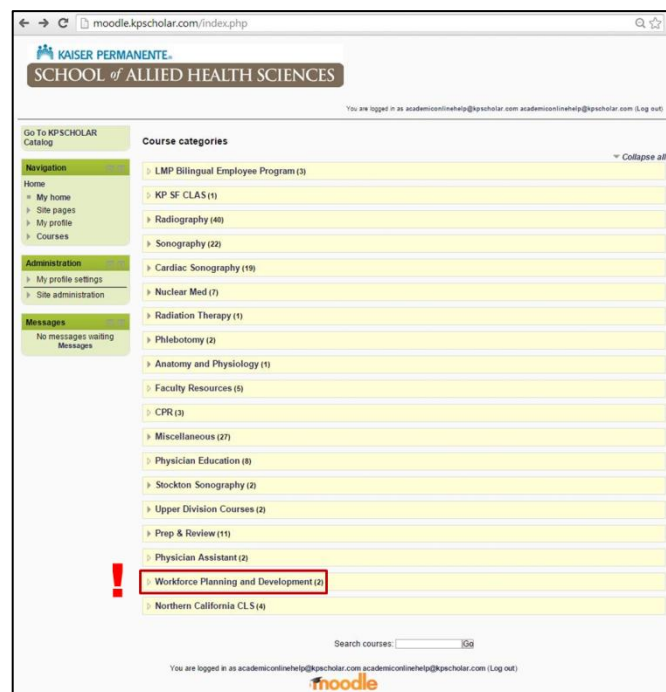 moodle.kpscholar.com/index.php
KAISER PERMANENTE®
SCHOOL of ALLIED HEALTH SCIENCES
You are logged in as academiconlinehelp@kpscholar.com academiconlinehelp@kpscholar.com (Log out)
Go To KPSCHOLAR
Catalog
Navigation
Home
My home
Site pages
My profile
Courses
Administration
My profile settings
Site administration
Messages
No messages waiting
Messages
Course categories
Collapse all
LMP Bilingual Employee Program (3)
KP SF CLAS (1)
Radiography (40)
Sonography (22)
Cardiac Sonography (19)
Nuclear Med (7)
Radiation Therapy (1)
Phlebotomy (2)
Anatomy and Physiology (1)
Faculty Resources (5)
CPR (3)
Miscellaneous (27)
Physician Education (8)
Stockton Sonography (2)
Upper Division Courses (2)
Prep & Review (11)
Physician Assistant (2)
! Workforce Planning and Development (2)
Northern California CLS (4)
Search courses: Go
You are logged in as academiconlinehelp@kpscholar.com academiconlinehelp@kpscholar.com (Log out)
moodle